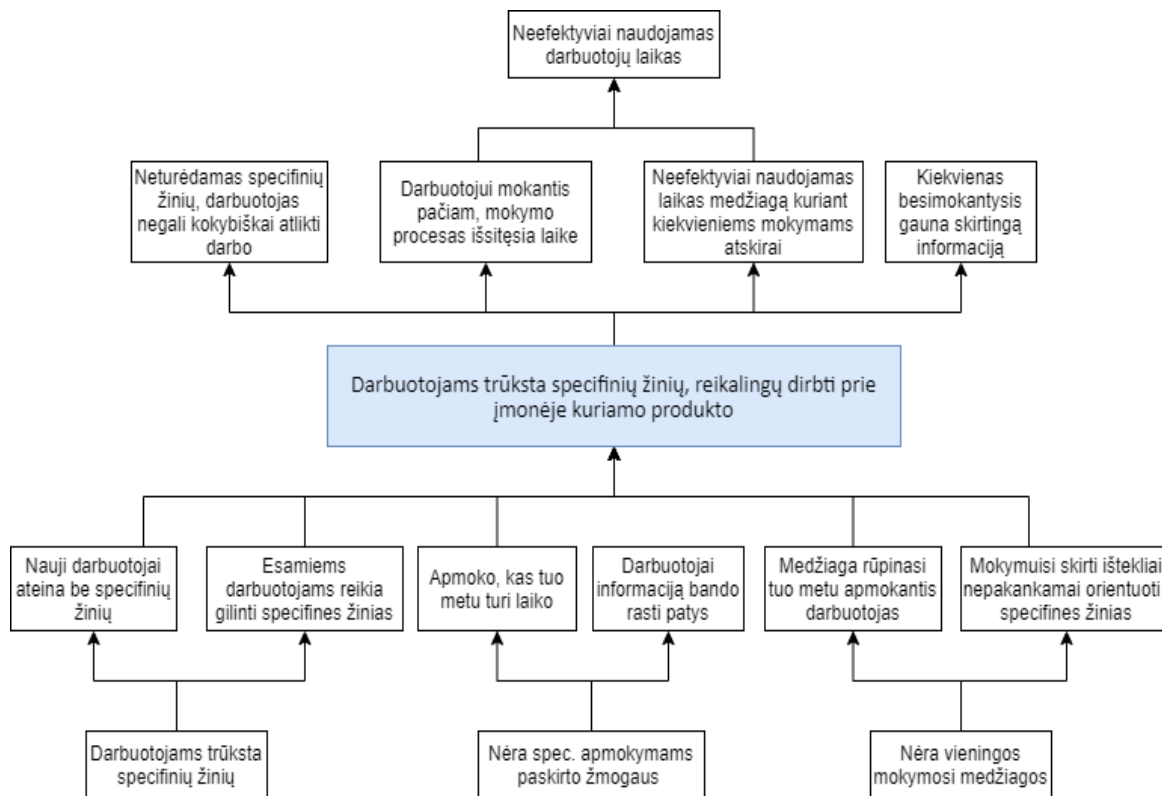 Neefektyviai naudojamas
darbuotojų laikas
Neturėdamas specifinių
žinių, darbuotojas
negali kokybiškai atlikti
darbo
Darbuotojui mokantis
pačiam, mokymo
procesas išsitęsia laike
Neefektyviai naudojamas
laikas medžiagą kuriant
kiekvieniems mokymams
atskirai
Kiekvienas
besimokantysis
gauna skirtingą
informaciją
Darbuotojams trūksta specifinių žinių, reikalingų dirbti prie
įmonėje kuriamo produkto
Nauji darbuotojai
ateina be specifinių
žinių
Esamiems
darbuotojams reikia
gilinti specifines žinias
Apmoko, kas tuo
metu turi laiko
Darbuotojai
informaciją bando
rasti patys
Medžiaga rūpinasi
tuo metu apmokantis
darbuotojas
Mokymuisi skirti ištekliai
nepakankamai orientuoti į
specifines žinias
Darbuotojams trūksta
specifinių žinių
Nėra spec. apmokymams
paskirto žmogaus
Nėra vieningos
mokymosi medžiagos